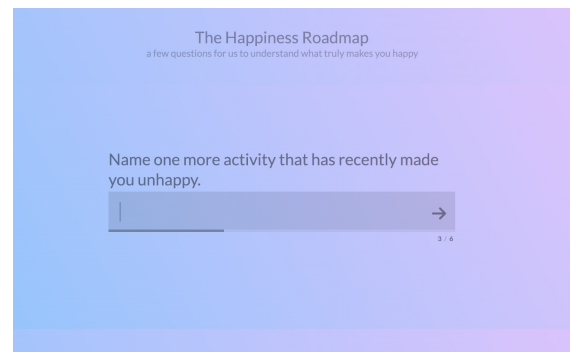 The Happiness Roadmap
a few questions for us to understand what truly makes you happy
Name one more activity that has recently made
you unhappy.
3 / 6